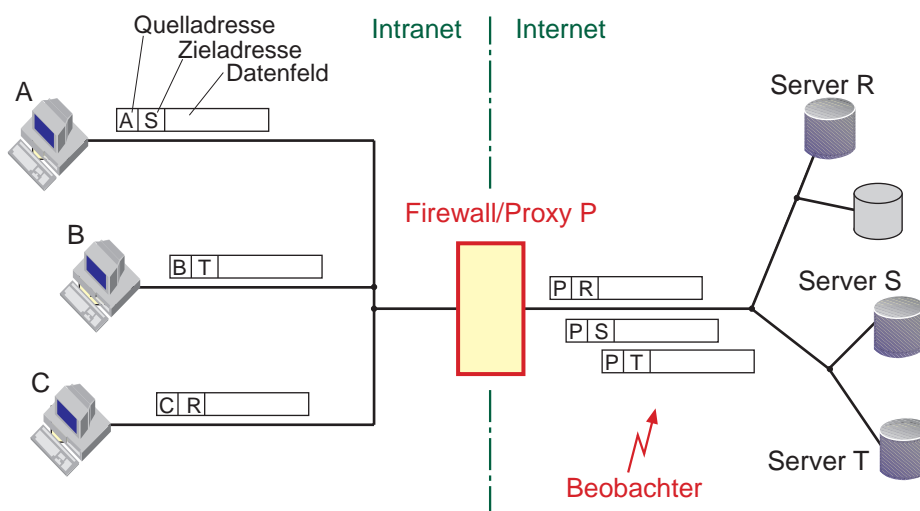 Quelladresse
Zieladresse
Datenfeld
Intranet
Internet
A
A S
B
B T
C
C R
Firewall/Proxy P
P R
P S
P T
Beobachter
Server R
Server S
Server T